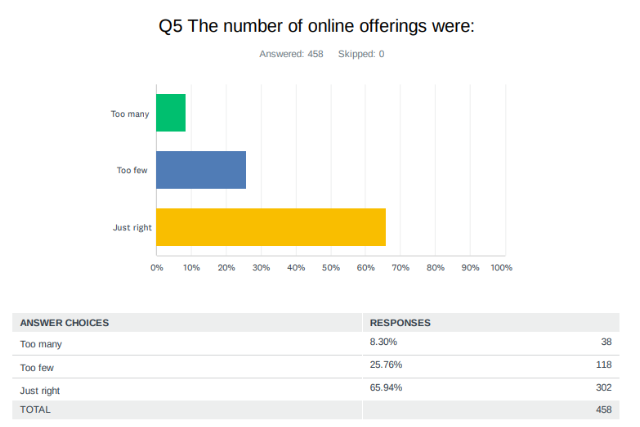 Q5 The number of online offerings were:
Answered: 458 Skipped: 0
Too many
Too few
Just right
0% 10% 20% 30% 40% 50% 60% 70% 80% 90% 100%
ANSWER CHOICES RESPONSES
Too many 8.30% 38
Too few 25.76% 118
Just right 65.94% 302
TOTAL 458